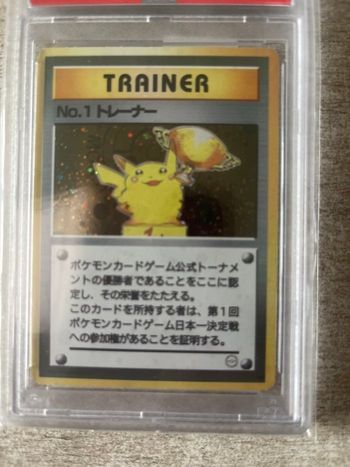 TRAINER
No.1 トレーナー
ポケモンカードゲーム公式トーナメ
ントの優勝者であることをここに認
定し、その栄誉をたたえる。
このカードを所持する者は、第1回
ポケモンカードゲーム日本一決定戦
への参加権があることを証明する。